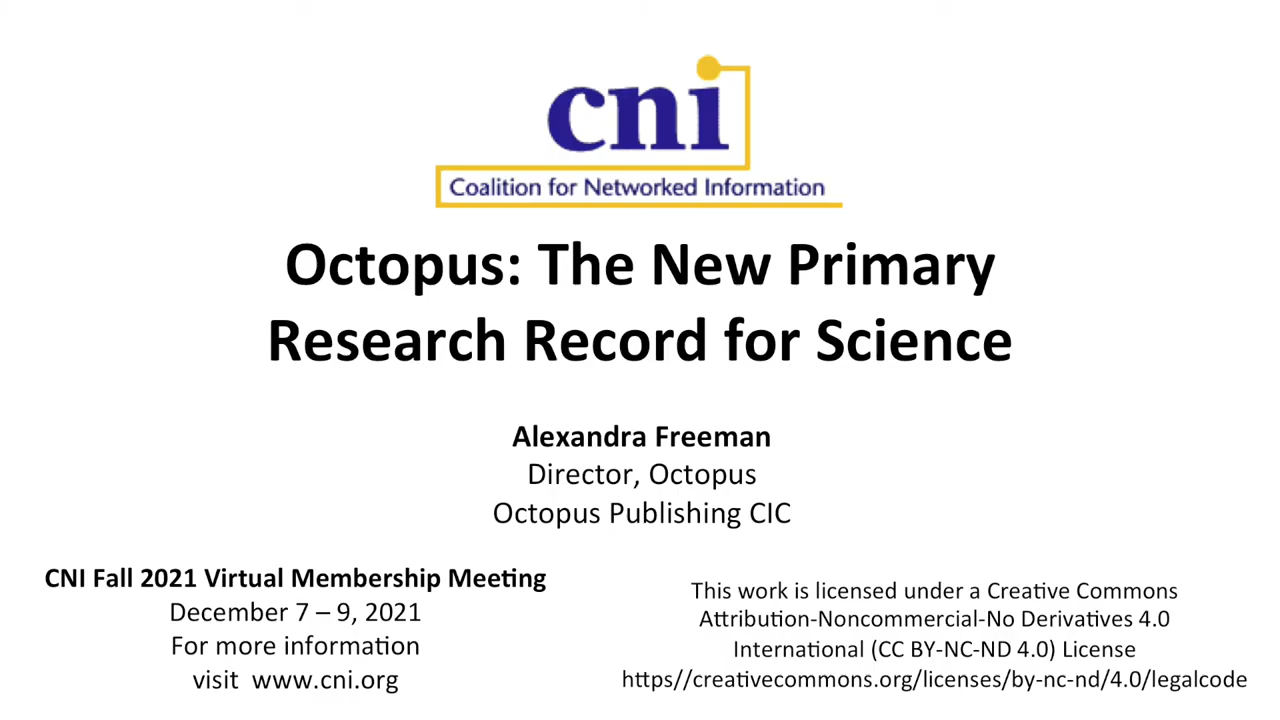 cni
Coalition for Networked Information
Octopus: The New Primary
Research Record for Science
Alexandra Freeman
Director, Octopus
Octopus Publishing CIC
CNI Fall 2021 Virtual Membership Meeting
December 7 – 9, 2021
For more information
visit www.cni.org
This work is licensed under a Creative Commons
Attribution-Noncommercial-No Derivatives 4.0
International (CC BY-NC-ND 4.0) License
https//creativecommons.org/licenses/by-nc-nd/4.0/legalcode